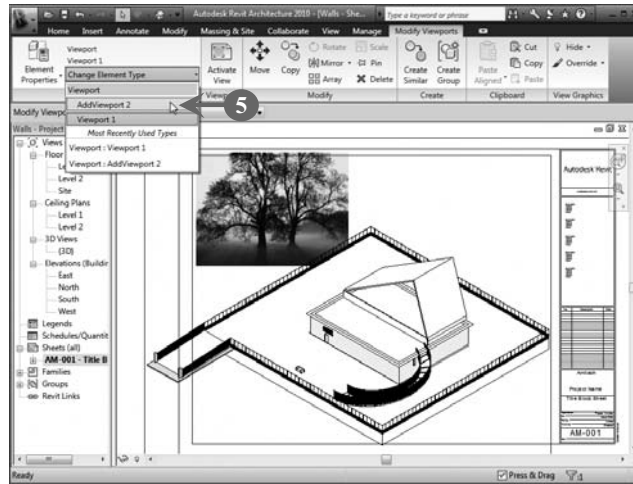 Autodesk Revit Architecture 2010 - [Walls - She...
Type a keyword or phrase
Home Insert Annotate Modify Massing & Site Collaborate View Manage Modify Viewports
Element
Properties
Viewport
Viewport 1
Change Element Type
Viewport
AddViewport 2
Viewport 1
Most Recently Used Types
Viewport : Viewport 1
Viewport : AddViewport 2
5
Activate
View
Move
Copy
Rotate
Scale
Mirror
Pin
Array
Delete
Create
Similar
Create
Group
Paste
Aligned
Cut
Copy
Paste
Hide
Override
Viewp
Modify
Create
Clipboard
View Graphics
Modify Viewpo
Walls - Project
Views
Floor
Le
Level 2
Site
Ceiling Plans
Level 1
Level 2
3D Views
{3D}
Elevations (Buildir
East
North
South
West
Legends
Schedules/Quantit
Sheets (all)
AM-001 - Title B
Families
Groups
Revit Links
Autodesk Revit
Project Name
Title Block Sheet
AM-001
Ready
Press & Drag